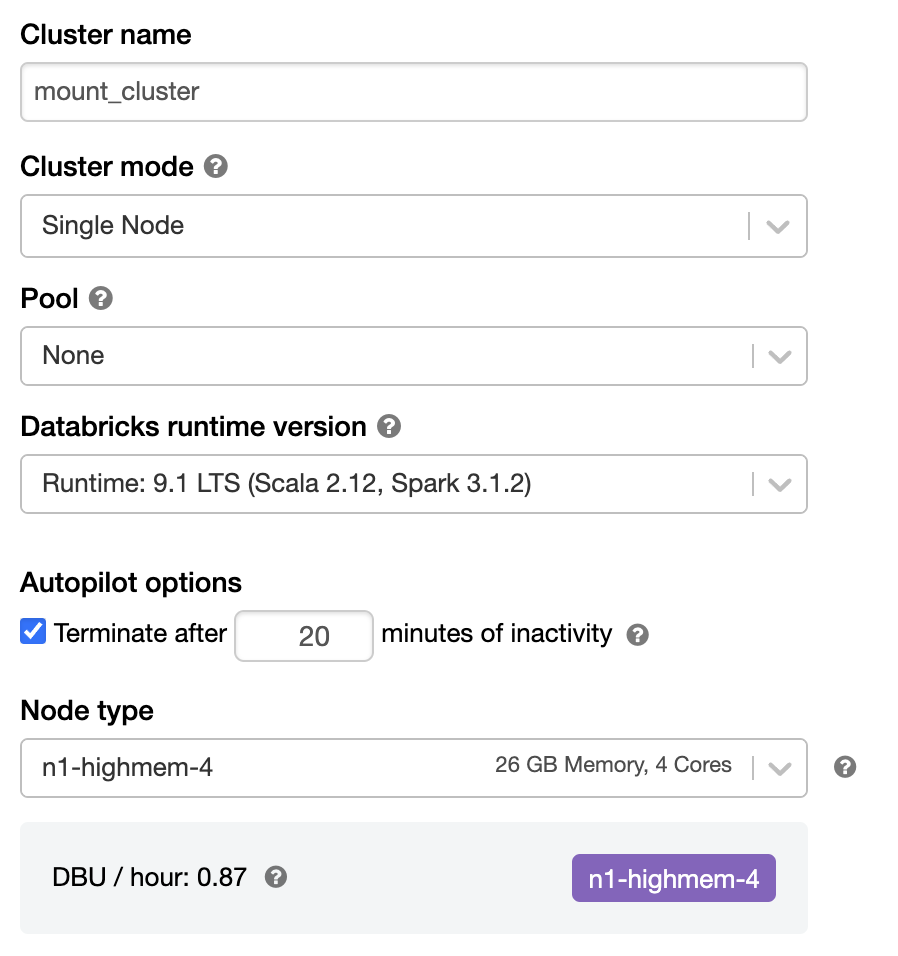 Cluster name
mount_cluster
Cluster mode ?
Single Node
Pool ?
None
Databricks runtime version ?
Runtime: 9.1 LTS (Scala 2.12, Spark 3.1.2)
Autopilot options
Terminate after 20 minutes of inactivity ?
Node type
n1-highmem-4 26 GB Memory, 4 Cores ?
DBU / hour: 0.87 ? n1-highmem-4